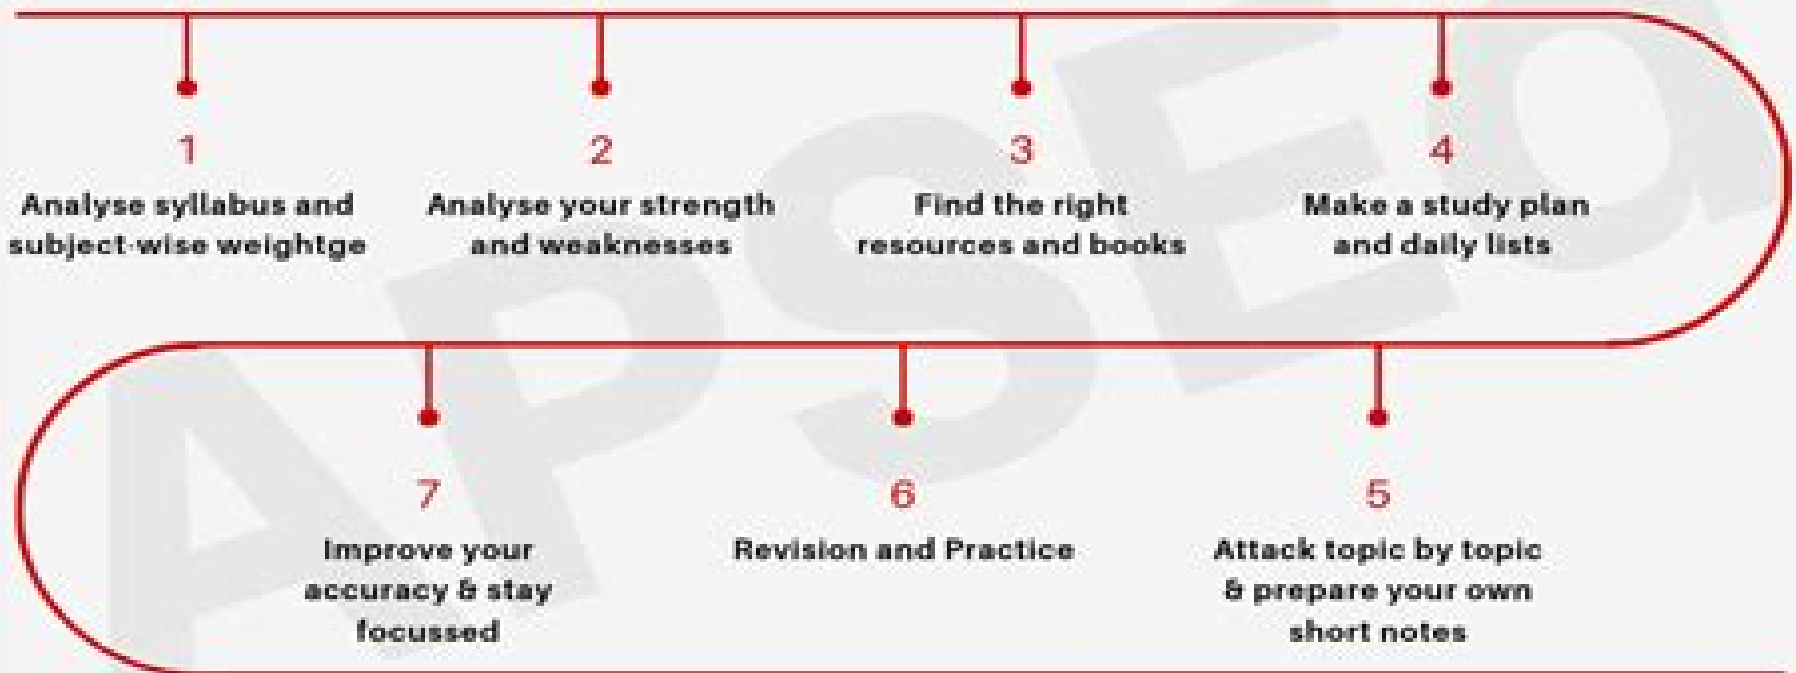 1
Analyse syllabus and
subject-wise weightge
2
Analyse your strength
and weaknesses
3
Find the right
resources and books
4
Make a study plan
and daily lists
5
Attack topic by topic
& prepare your own
short notes
6
Revision and Practice
7
Improve your
accuracy & stay
focussed